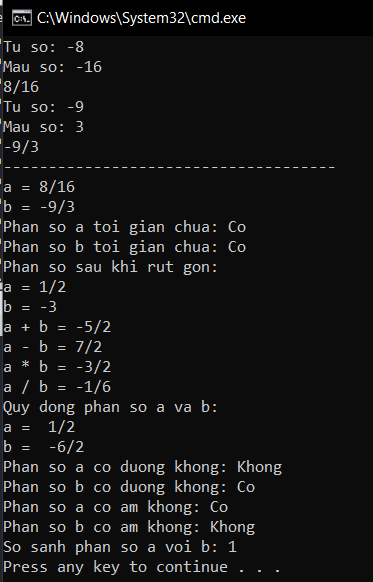 C:\Windows\System32\cmd.exe
Tu so: -8
Mau so: -16
8/16
Tu so: -9
Mau so: 3
-9/3
-------------------------------------
a = 8/16
b = -9/3
Phan so a toi gian chua: Co
Phan so b toi gian chua: Co
Phan so sau khi rut gon:
a = 1/2
b = -3
a + b = -5/2
a - b = 7/2
a * b = -3/2
a / b = -1/6
Quy dong phan so a va b:
a =  1/2
b =  -6/2
Phan so a co duong khong: Khong
Phan so b co duong khong: Co
Phan so a co am khong: Co
Phan so b co am khong: Khong
So sanh phan so a voi b: 1
Press any key to continue . . .